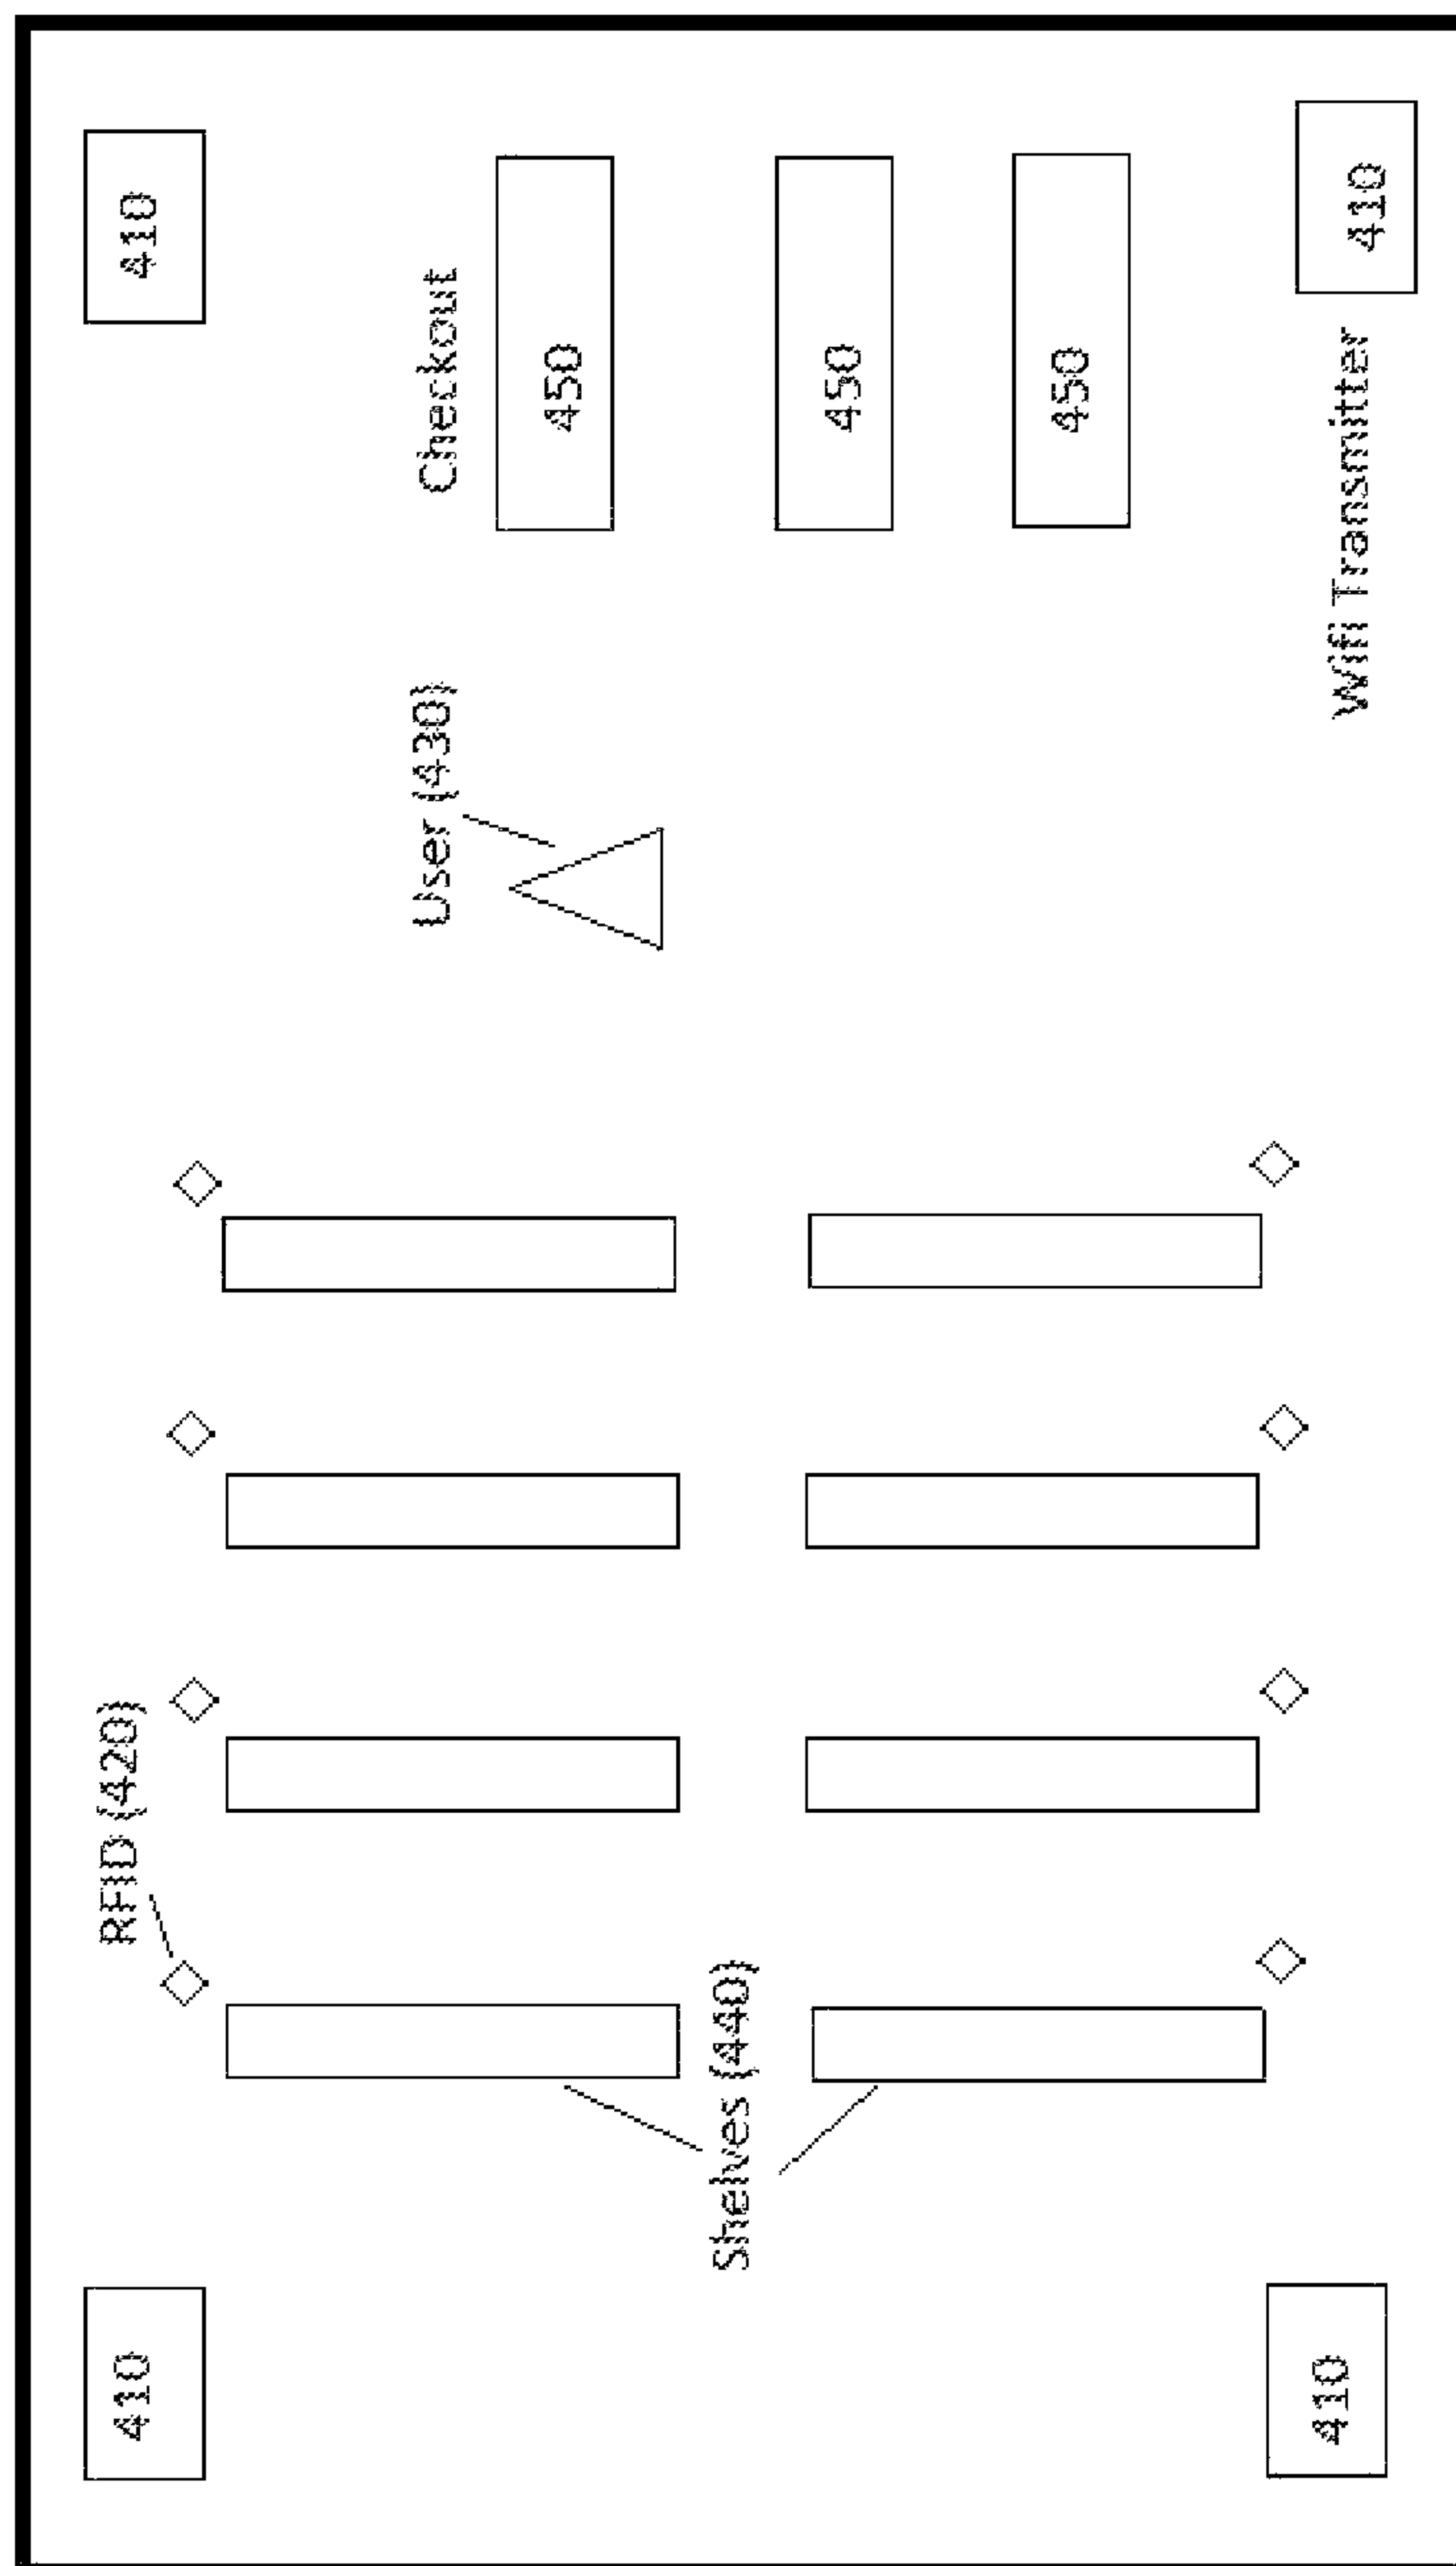 410
RFID (420)
410
User (430)
Checkout
450
Shelves (440)
450
450
410
Wifi Transmitter
410